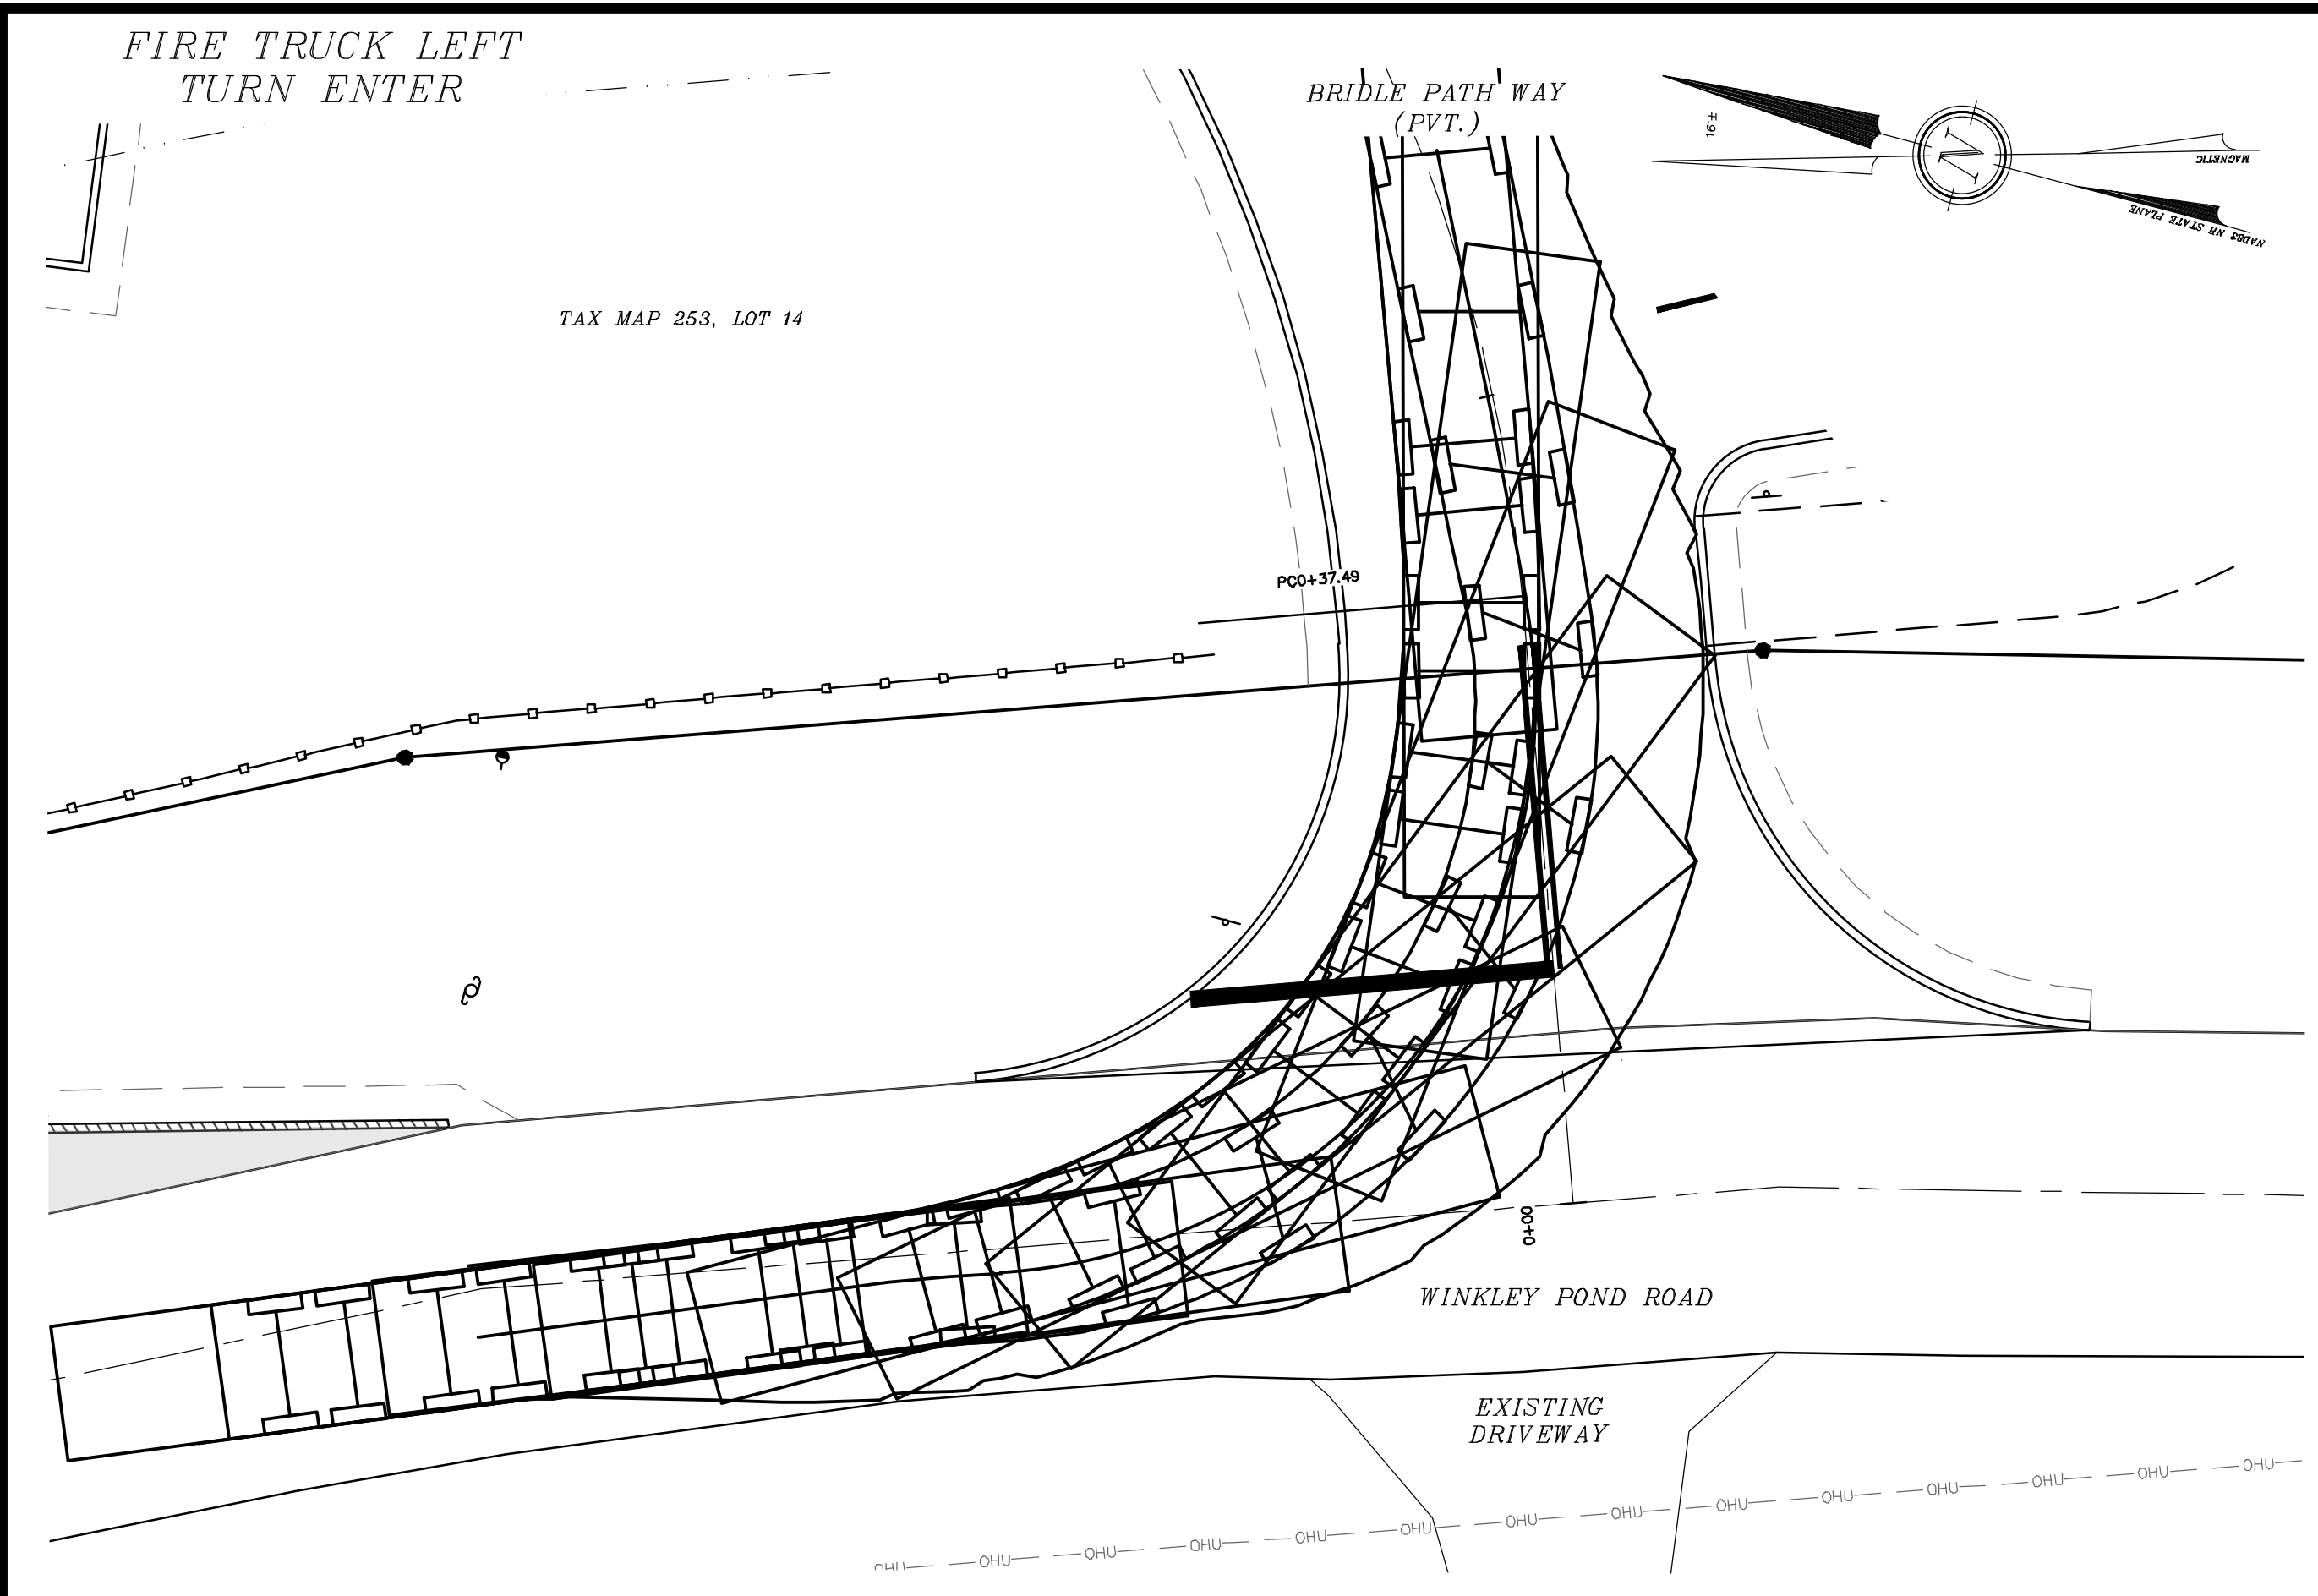 FIRE TRUCK LEFT
TURN ENTER
BRIDLE PATH WAY
(PVT.)
N
MAGNETIC
NAD83 NH STATE PLANE
TAX MAP 253, LOT 14
PC0+37.49
0+00
WINKLEY POND ROAD
EXISTING
DRIVEWAY
OHU OHU OHU OHU OHU OHU OHU OHU OHU OHU OHU OHU OHU OHU